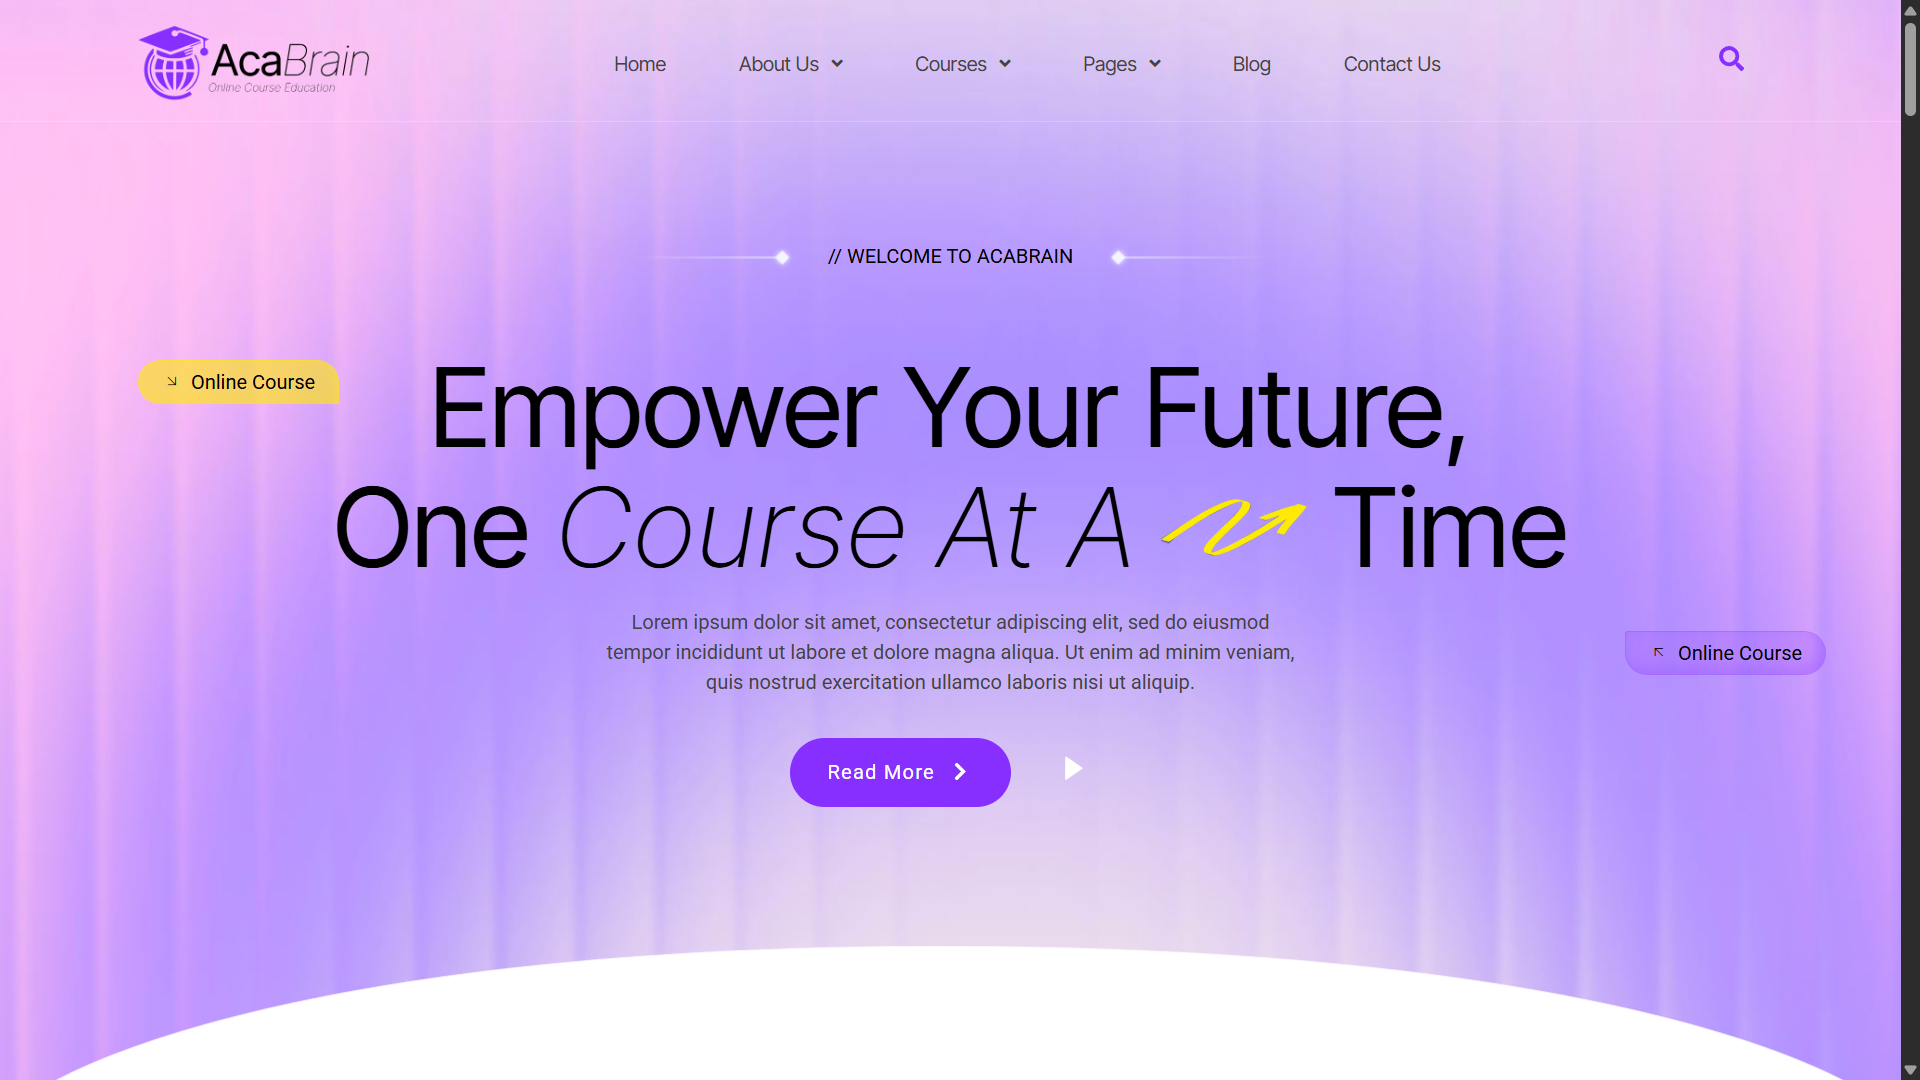 AcaBrain
Online Course Education
Home
About Us
Courses
Pages
Blog
Contact Us
// WELCOME TO ACABRAIN
Online Course
Empower Your Future,
One Course At A Time
Lorem ipsum dolor sit amet, consectetur adipiscing elit, sed do eiusmod
tempor incididunt ut labore et dolore magna aliqua. Ut enim ad minim veniam,
quis nostrud exercitation ullamco laboris nisi ut aliquip.
Online Course
Read More